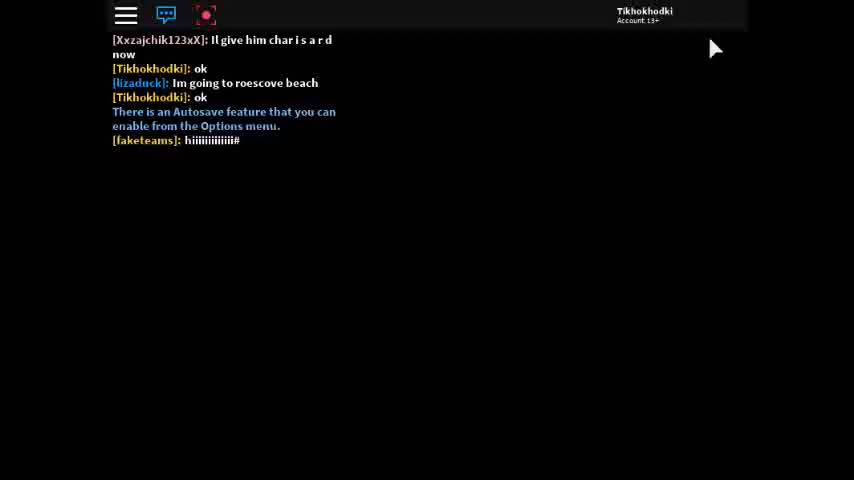 Tikhokhodki
Account: 13+
[Xxzajchik123xX]: Il give him char i s a r d
now
[Tikhokhodki]: ok
[lizaduck]: Im going to roescove beach
[Tikhokhodki]: ok
There is an Autosave feature that you can
enable from the Options menu.
[faketeams]: hiiiiiiiiiiiii#